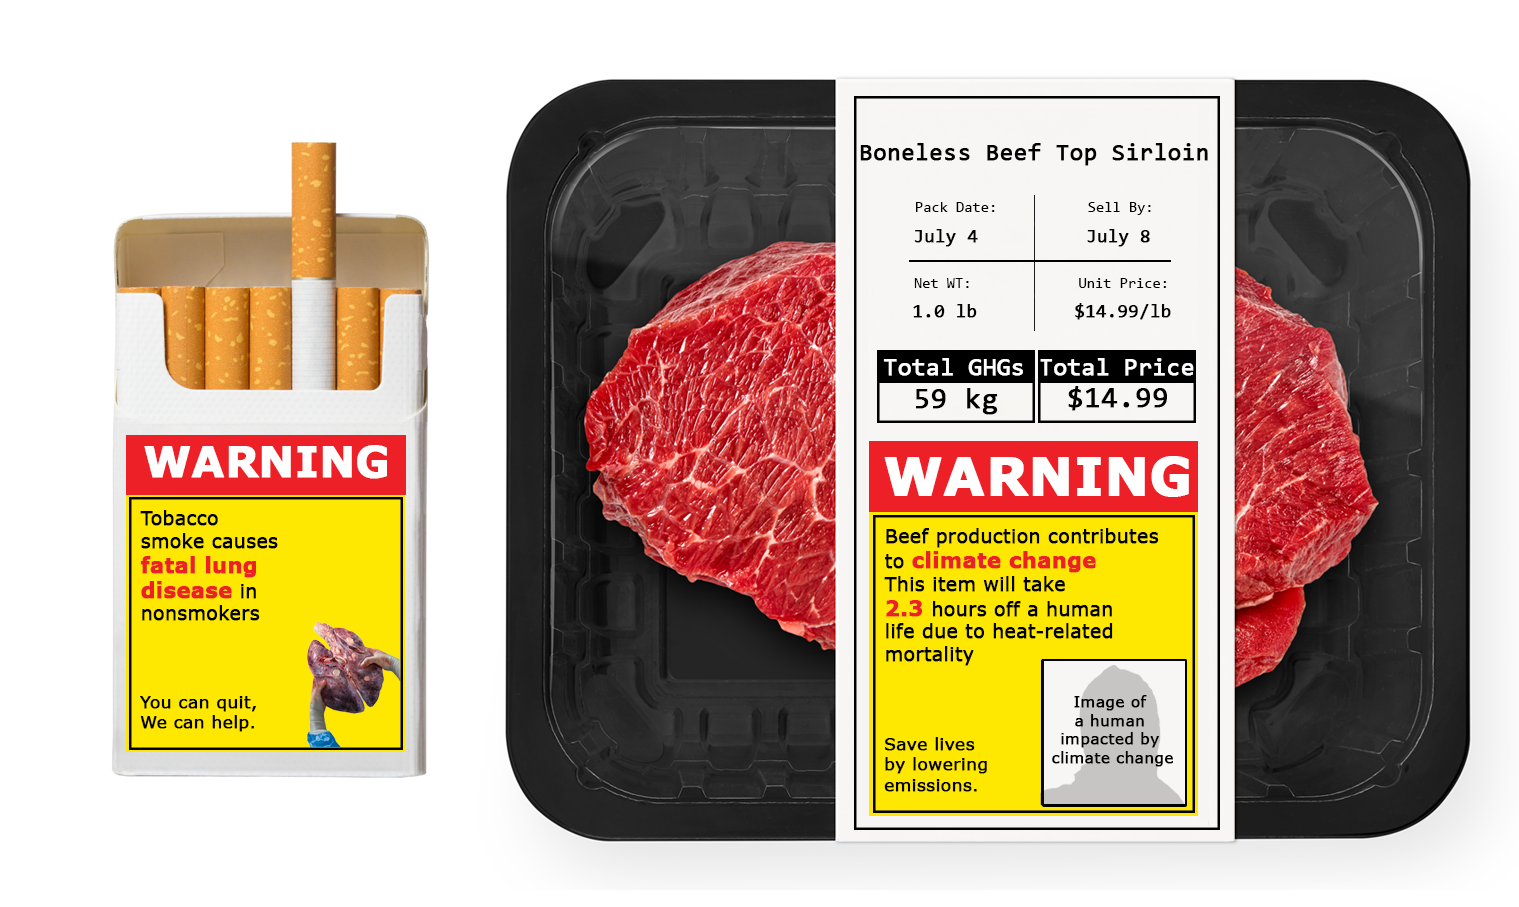 WARNING
Tobacco
smoke causes
fatal lung
disease in
nonsmokers
You can quit,
We can help.
Boneless Beef Top Sirloin
Pack Date:
July 4
Sell By:
July 8
Net WT:
1.0 lb
Unit Price:
$14.99/lb
Total GHGs
59 kg
Total Price
$14.99
WARNING
Beef production contributes
to climate change
This item will take
2.3 hours off a human
life due to heat-related
mortality
Save lives
by lowering
emissions.
Image of
a human
impacted by
climate change